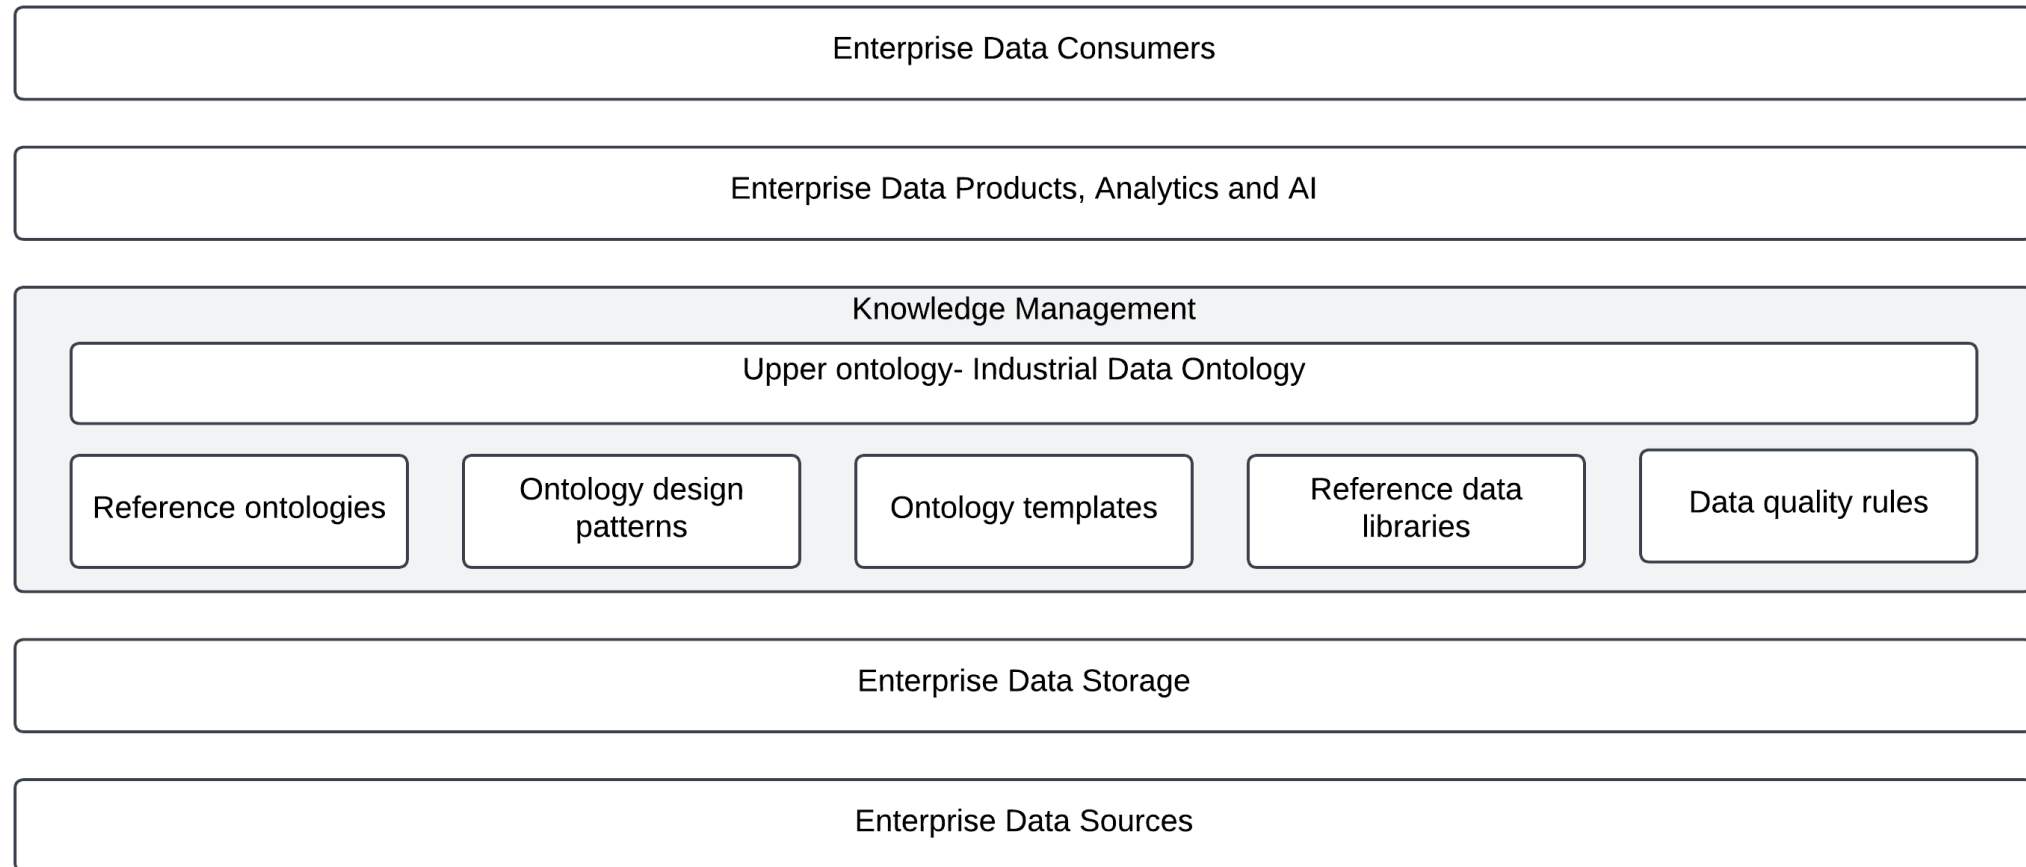 Enterprise Data Consumers
Enterprise Data Products, Analytics and AI
Knowledge Management
Upper ontology- Industrial Data Ontology
Reference ontologies
Ontology design
patterns
Ontology templates
Reference data
libraries
Data quality rules
Enterprise Data Storage
Enterprise Data Sources